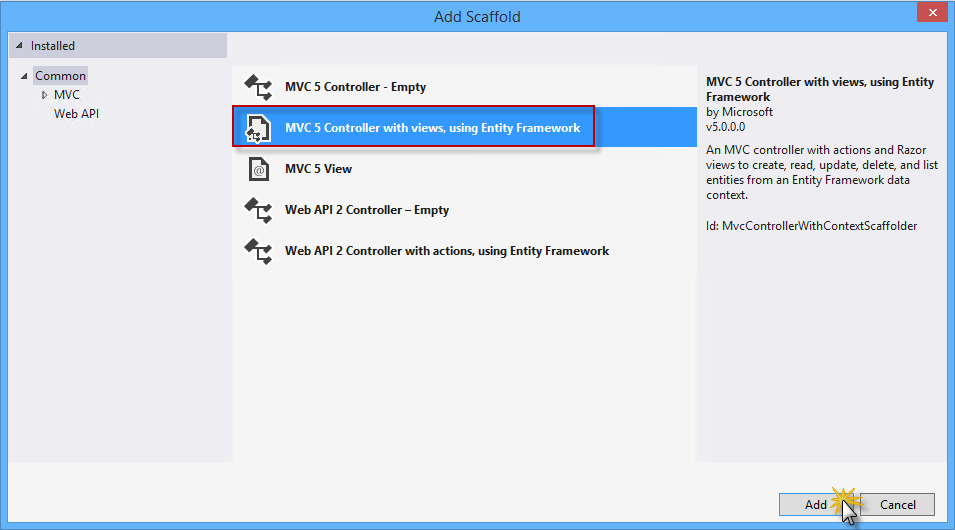 Add Scaffold
Installed
Common
MVC
Web API
MVC 5 Controller - Empty
MVC 5 Controller with views, using Entity Framework
MVC 5 View
Web API 2 Controller – Empty
Web API 2 Controller with actions, using Entity Framework
MVC 5 Controller with views, using Entity
Framework
by Microsoft
v5.0.0.0
An MVC controller with actions and Razor
views to create, read, update, delete, and list
entities from an Entity Framework data
context.
Id: MvcControllerWithContextScaffolder
Add
Cancel